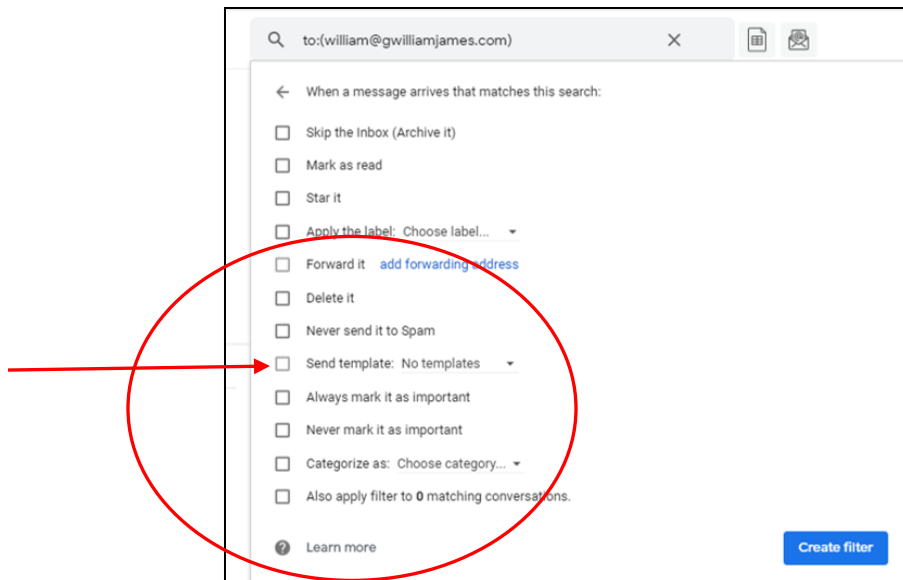 to:(william@gwilliamjames.com)
When a message arrives that matches this search:
Skip the Inbox (Archive it)
Mark as read
Star it
Apply the label: Choose label...
Forward it add forwarding address
Delete it
Never send it to Spam
Send template: No templates
Always mark it as important
Never mark it as important
Categorize as: Choose category...
Also apply filter to 0 matching conversations.
Learn more
Create filter